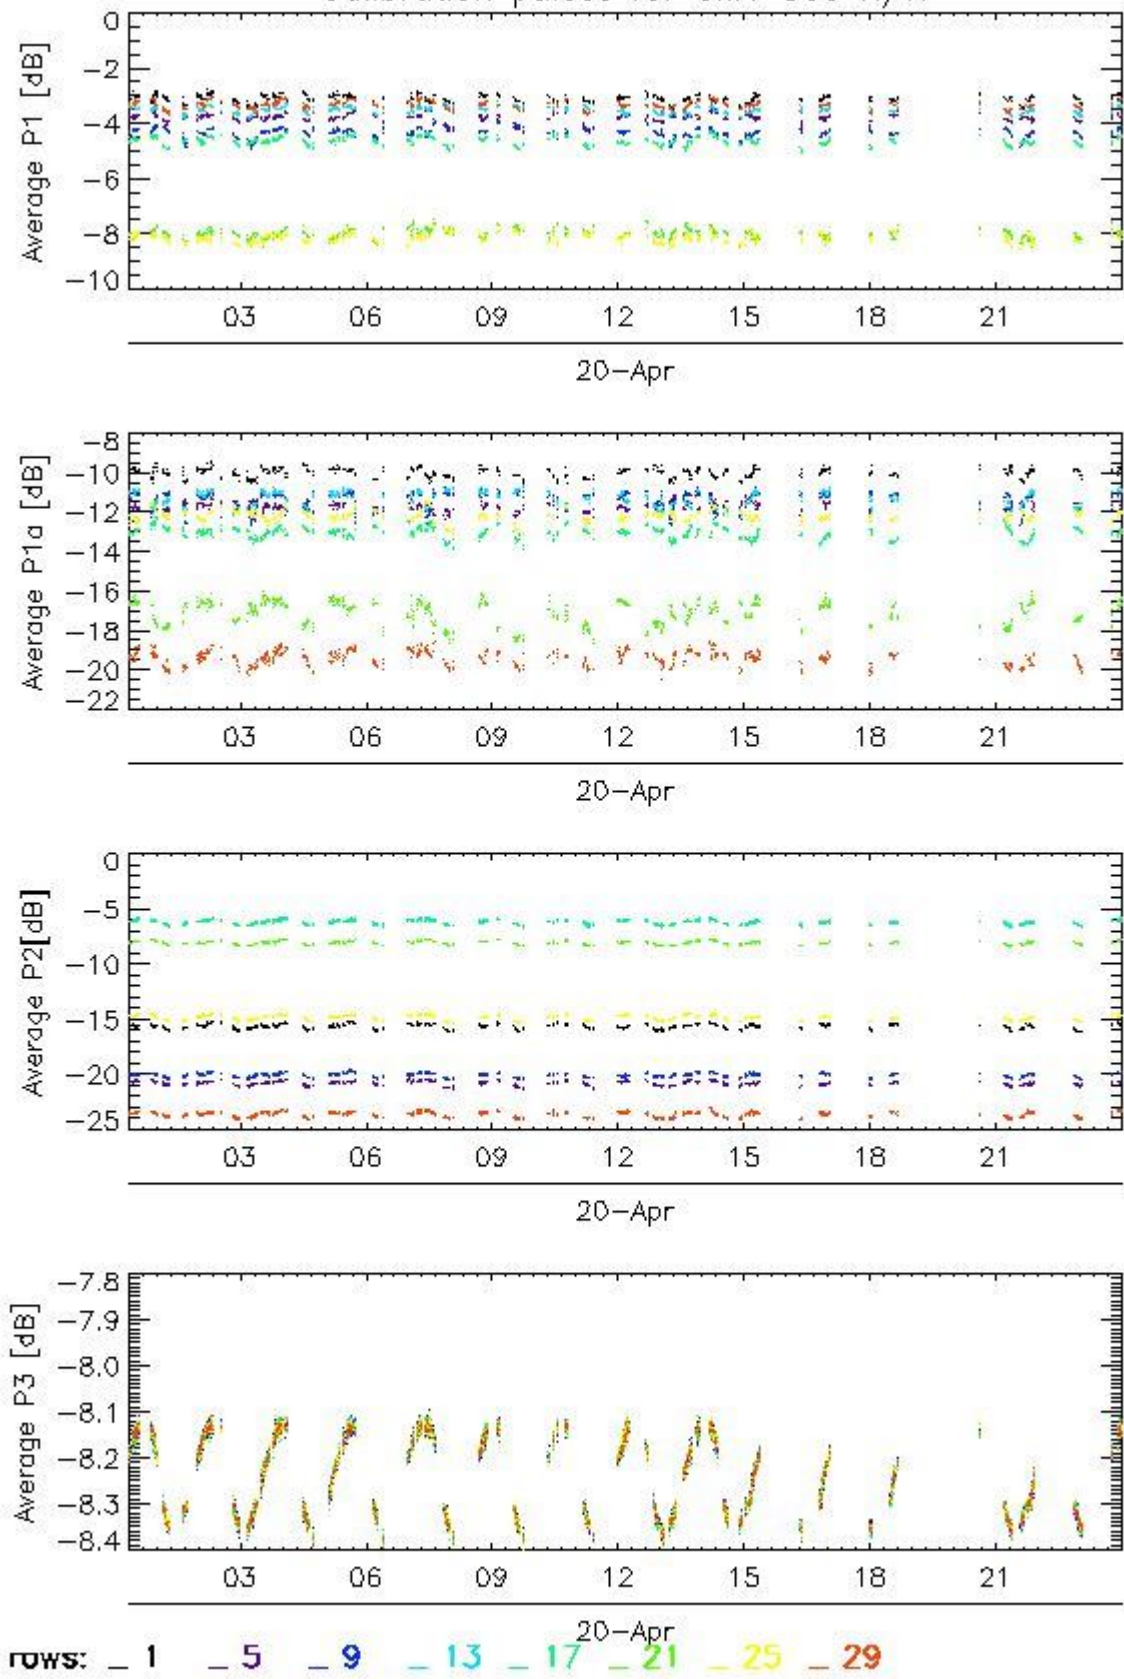 0
−2
−4
−6
−8
−10
Average P1 [dB]
03 06 09 12 15 18 21
20−Apr
−8
−10
−12
−14
−16
−18
−20
−22
Average P1a [dB]
03 06 09 12 15 18 21
20−Apr
0
−5
−10
−15
−20
−25
Average P2[dB]
03 06 09 12 15 18 21
20−Apr
−7.8
−7.9
−8.0
−8.1
−8.2
−8.3
−8.4
Average P3 [dB]
03 06 09 12 15 18 21
20−Apr
rows: _ 1 _ 5 _ 9 _ 13 _ 17 _ 21 _ 25 _ 29